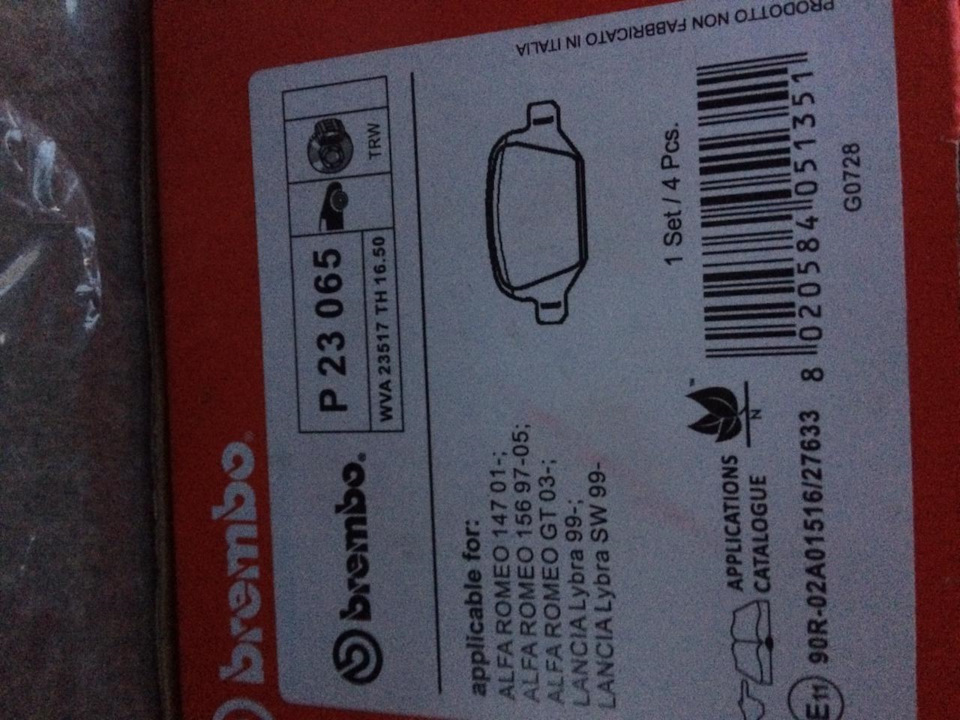 brembo®
brembo®
P 23 065
WVA 23517 TH 16.50
TRW
applicable for:
ALFA ROMEO 147 01-;
ALFA ROMEO 156 97-05;
ALFA ROMEO GT 03-;
LANCIA Lybra 99-;
LANCIA Lybra SW 99-
1 Set / 4 Pcs.
APPLICATIONS
CATALOGUE
™
N
8 020584 051351
E11 90R-02A01516/27633
G0728
PRODOTTO NON FABBRICATO IN ITALIA